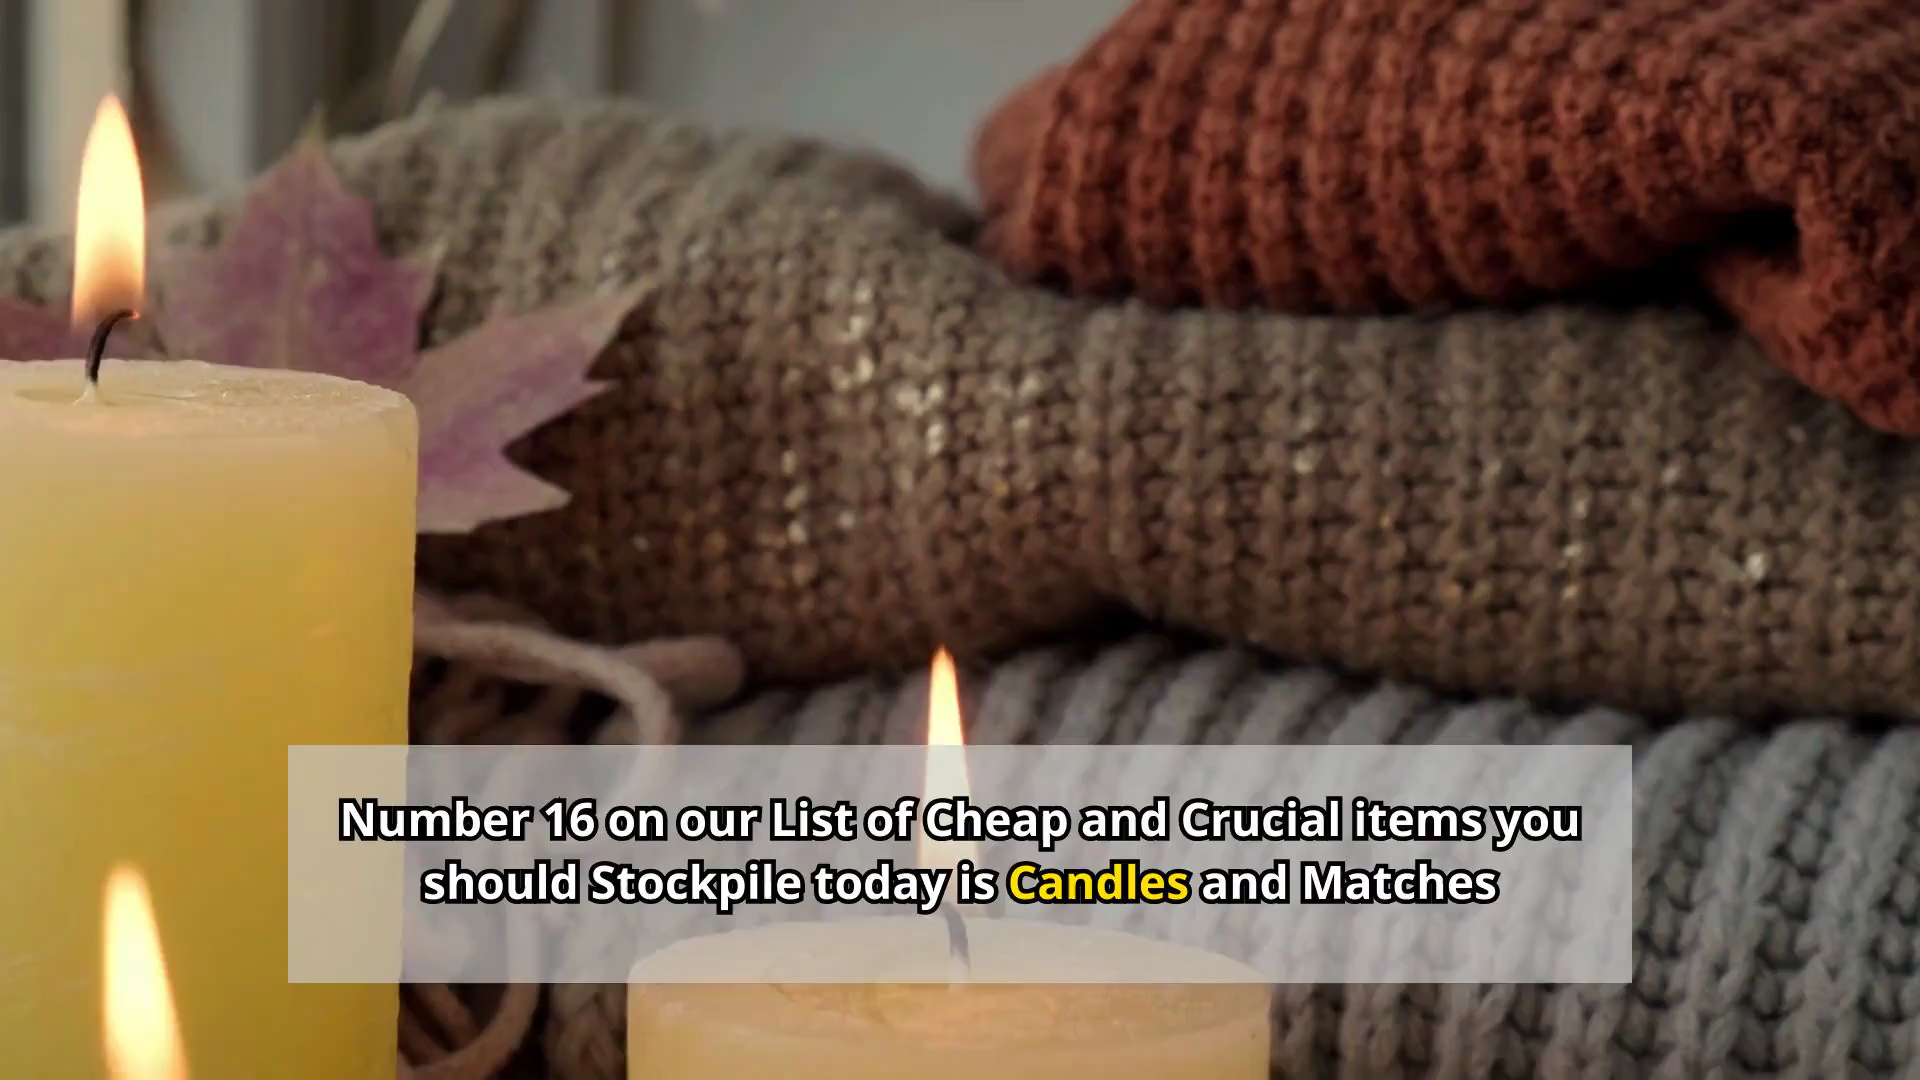 Number 16 on our List of Cheap and Crucial items you
should Stockpile today is Candles and Matches